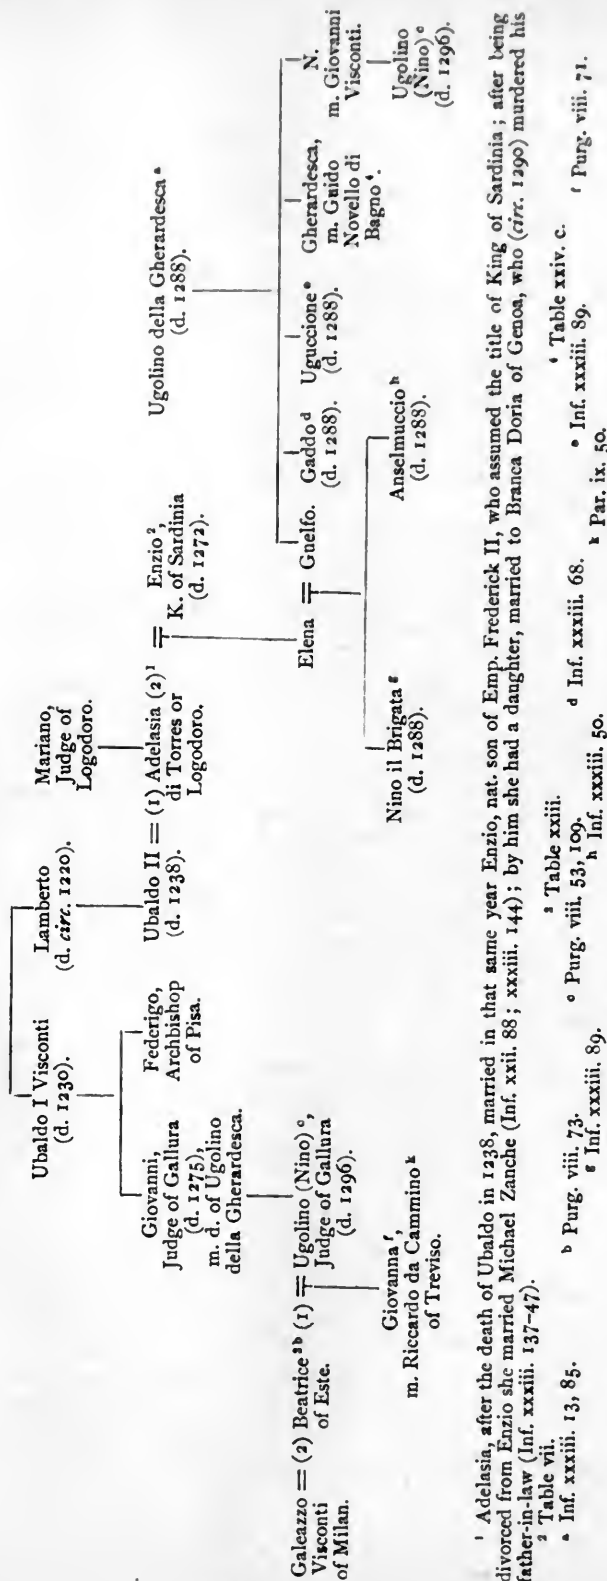 Ubaldo I Visconti
(d. 1230).
Lamberto
(d. circ. 1220).
Mariano,
Judge of
Logodoro.
Giovanni,
Judge of Gallura
(d. 1275),
m. d. of Ugolino
della Gherardesca.
Federigo,
Archbishop
of Pisa.
Ubaldo II = (1) Adelasia (2)¹ = Enzio²,
(d. 1238).
di Torres or
Logodoro.
K. of Sardinia
(d. 1272).
Ugolino della Gherardesca ᵃ
(d. 1288).
Galeazzo = (2) Beatrice ³ᵇ (1) = Ugolino (Nino) ᶜ,
Visconti
of Milan.
of Este.
Judge of Gallura
(d. 1296).
Elena = Guelfo.
Gaddo ᵈ
(d. 1288).
Uguccione ᵉ
(d. 1288).
Gherardesca,
m. Guido
Novello di
Bagno⁴.
N.
m. Giovanni
Visconti.
Giovanna ᶠ,
m. Riccardo da Cammino ᵏ
of Treviso.
Nino il Brigata ᵍ
(d. 1288).
Anselmuccio ʰ
(d. 1288).
Ugolino
(Nino) ᶜ
(d. 1296).
¹ Adelasia, after the death of Ubaldo in 1238, married in that same year Enzio, nat. son of Emp. Frederick II, who assumed the title of King of Sardinia ; after being
divorced from Enzio she married Michael Zanche (Inf. xxii. 88 ; xxxiii. 144) ; by him she had a daughter, married to Branca Doria of Genoa, who (circ. 1290) murdered his
father-in-law (Inf. xxxiii. 137-47).
² Table vii. ³ Table xxiii. ⁴ Table xxiv. c.
ᵃ Inf. xxxiii. 13, 85. ᵇ Purg. viii. 73. ᶜ Purg. viii. 53, 109. ᵈ Inf. xxxiii. 68. ᵉ Inf. xxxiii. 89. ᶠ Purg. viii. 71.
ᵍ Inf. xxxiii. 89. ʰ Inf. xxxiii. 50. ᵏ Par. ix. 50.